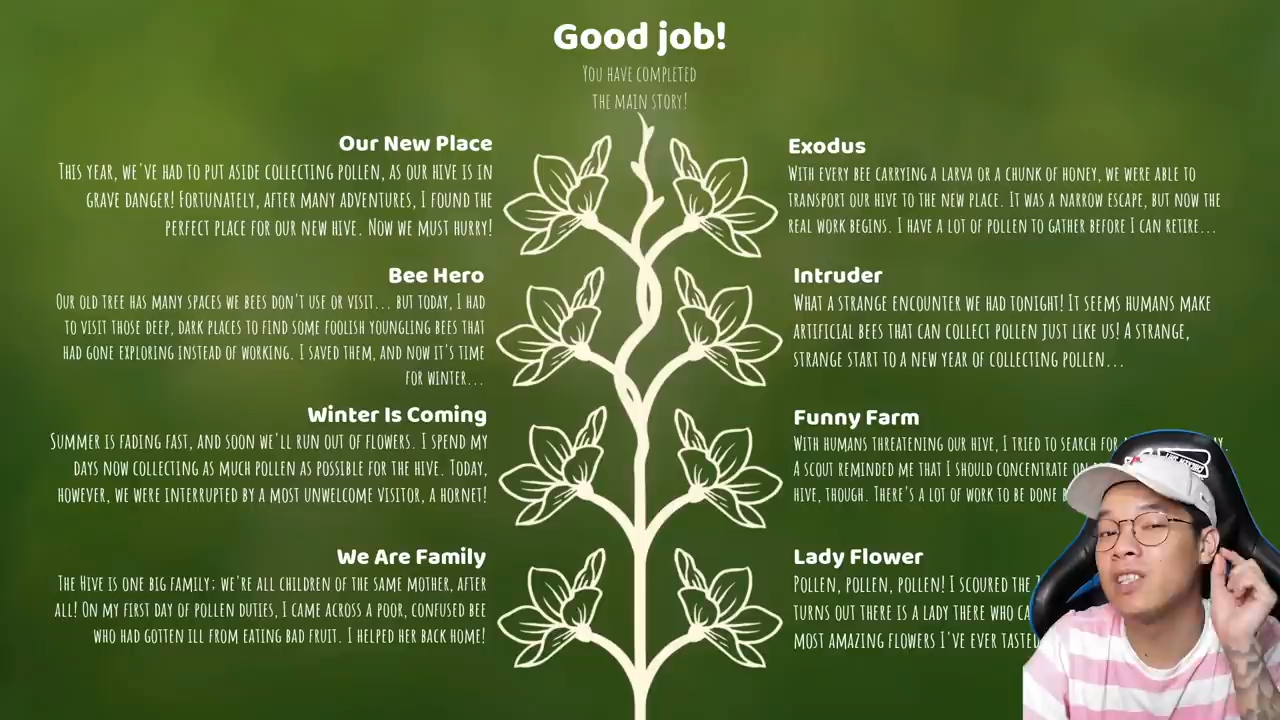 Good job!
You have completed
the main story!
Our New Place
This year, we've had to put aside collecting pollen, as our hive is in
grave danger! Fortunately, after many adventures, I found the
perfect place for our new hive. Now we must hurry!
Exodus
With every bee carrying a larva or a chunk of honey, we were able to
transport our hive to the new place. It was a narrow escape, but now the
real work begins. I have a lot of pollen to gather before I can retire...
Bee Hero
Our old tree has many spaces we bees don't use or visit... but today, I had
to visit those deep, dark places to find some foolish youngling bees that
had gone exploring instead of working. I saved them, and now it's time
for winter...
Intruder
What a strange encounter we had tonight! It seems humans make
artificial bees that can collect pollen just like us! A strange,
strange start to a new year of collecting pollen...
Winter Is Coming
Summer is fading fast, and soon we'll run out of flowers. I spend my
days now collecting as much pollen as possible for the hive. Today,
however, we were interrupted by a most unwelcome visitor, a hornet!
Funny Farm
With humans threatening our hive, I tried to search for
A scout reminded me that I should concentrate
hive, though. There's a lot of work to be done
We Are Family
The Hive is one big family; we're all children of the same mother, after
all! On my first day of pollen duties, I came across a poor, confused bee
who had gotten ill from eating bad fruit. I helped her back home!
Lady Flower
Pollen, pollen, pollen! I scoured the
turns out there is a lady there who
most amazing flowers I've ever tasted